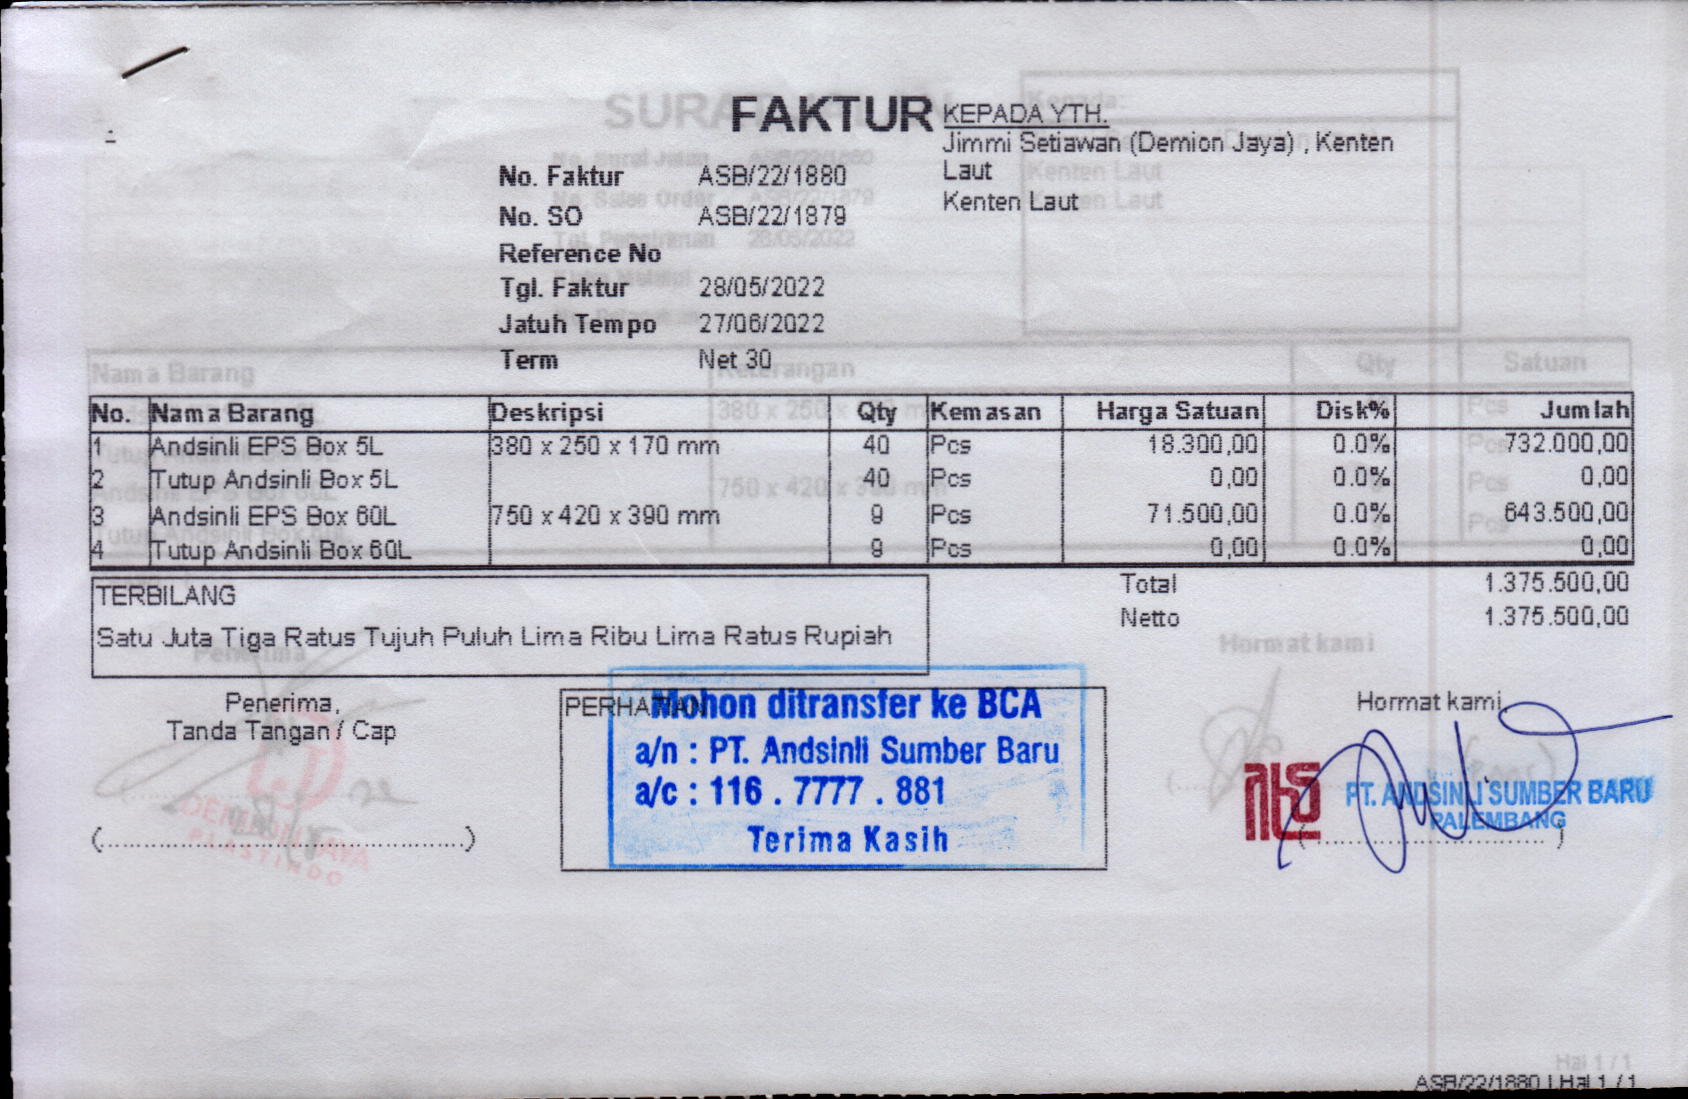 FAKTUR
KEPADA YTH.
Jimmi Setiawan (Demion Jaya) , Kenten
Laut
Kenten Laut
No. Faktur ASB/22/1880
No. SO ASB/22/1879
Reference No
Tgl. Faktur 28/05/2022
Jatuh Tempo 27/06/2022
Term Net 30
No. Nama Barang Deskripsi Qty Kemasan Harga Satuan Disk% Jumlah
1 Andsinli EPS Box 5L 380 x 250 x 170 mm 40 Pcs 18.300,00 0.0% 732.000,00
2 Tutup Andsinli Box 5L 40 Pcs 0,00 0.0% 0,00
3 Andsinli EPS Box 60L 750 x 420 x 390 mm 9 Pcs 71.500,00 0.0% 643.500,00
4 Tutup Andsinli Box 60L 9 Pcs 0,00 0.0% 0,00
Total 1.375.500,00
Netto 1.375.500,00
TERBILANG
Satu Juta Tiga Ratus Tujuh Puluh Lima Ribu Lima Ratus Rupiah
Penerima,
Tanda Tangan / Cap
(..........................................................)
PERHATIAN
Mohon ditransfer ke BCA
a/n : PT. Andsinli Sumber Baru
a/c : 116 . 7777 . 881
Terima Kasih
Hormat kami,
PT. ANDSINLI SUMBER BARU
PALEMBANG
ASB/22/1880 | Hal 1 / 1